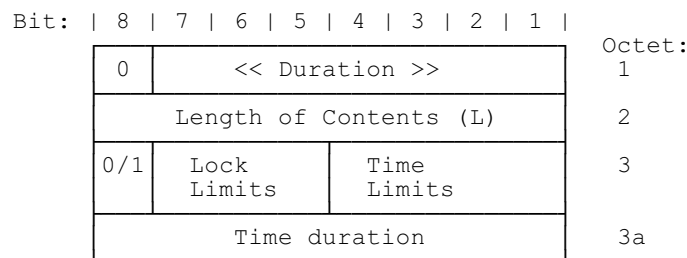 Bit: | 8 | 7 | 6 | 5 | 4 | 3 | 2 | 1 |
Octet:
0 << Duration >> 1
Length of Contents (L) 2
0/1 Lock Time 3
Limits Limits
Time duration 3a